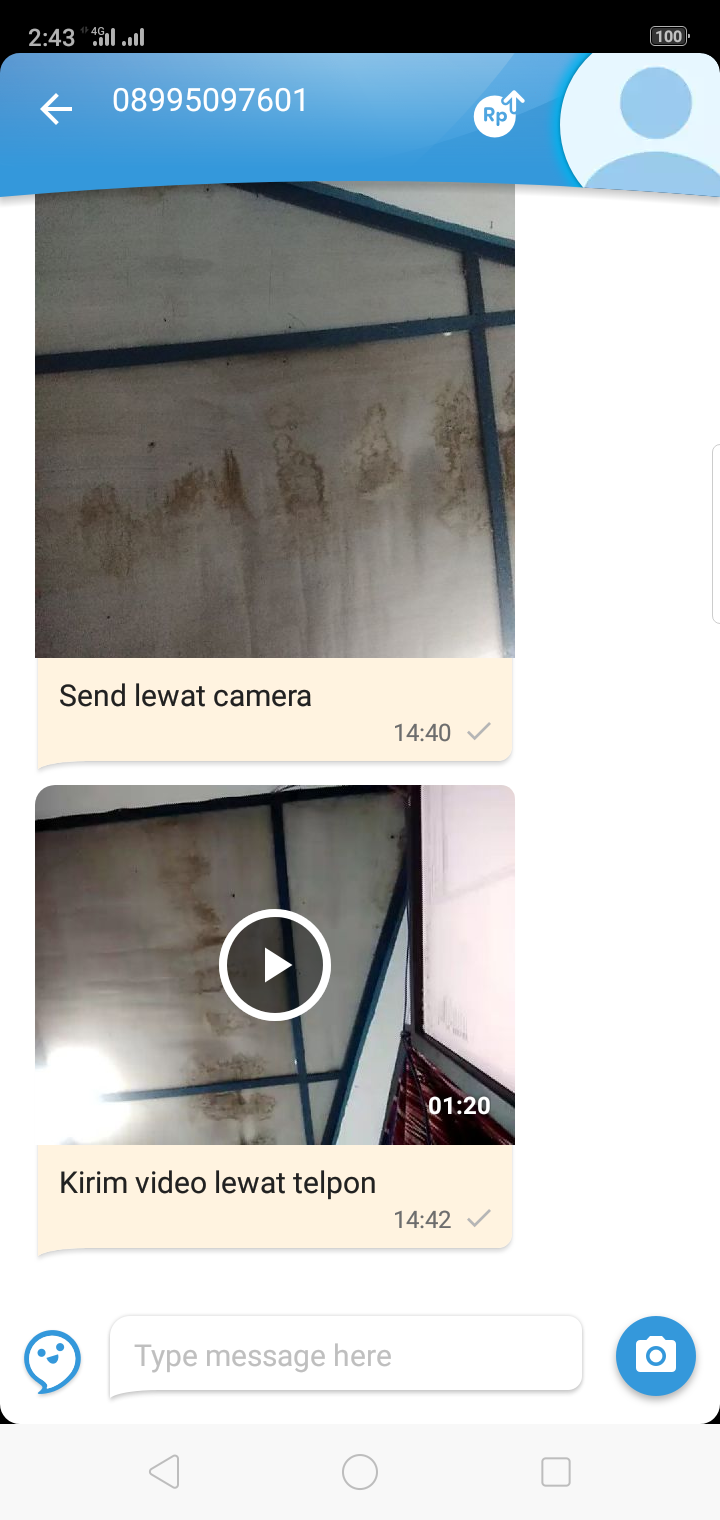 2:43 4G 100
08995097601
Rp
Send lewat camera
14:40
01:20
Kirim video lewat telpon
14:42
Type message here